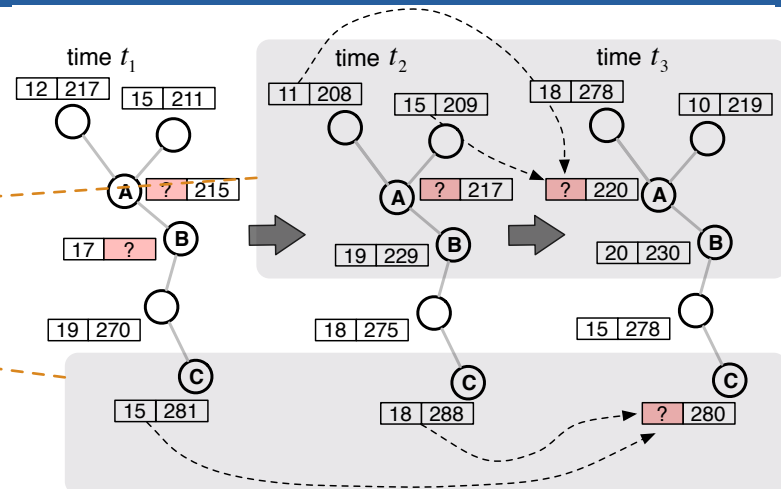 time t1
time t2
time t3
12 217
15 211
11 208
15 209
18 278
10 219
A
? 215
A
? 217
? 220
A
17 ?
B
19 229
B
20 230
B
19 270
18 275
15 278
C
C
C
15 281
18 288
? 280